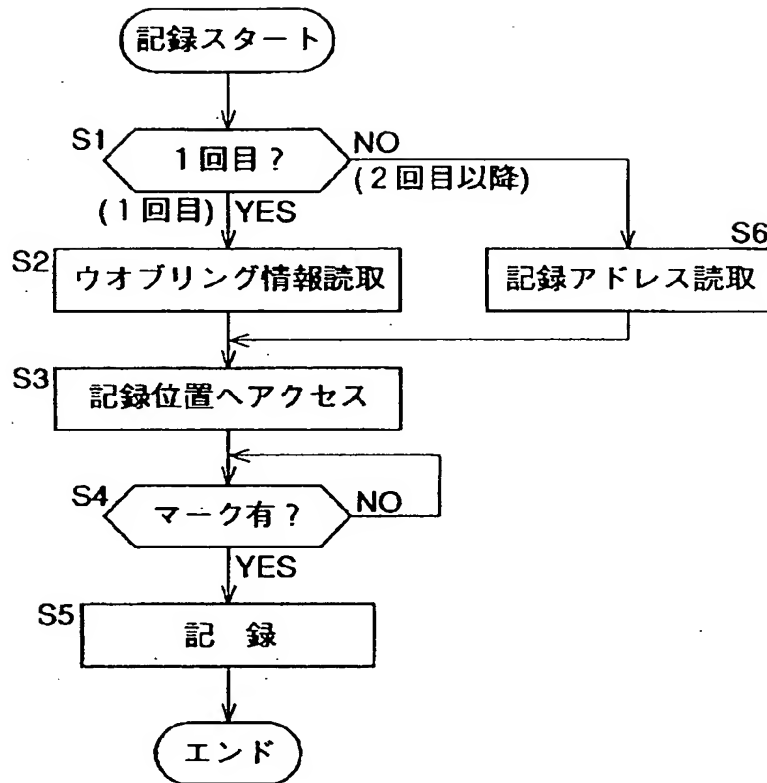 記録スタート
S1
1回目?
NO
(2回目以降)
(1回目) YES
S2
ウオブリング情報読取
S6
記録アドレス読取
S3
記録位置へアクセス
S4
マーク有?
NO
YES
S5
記 録
エンド